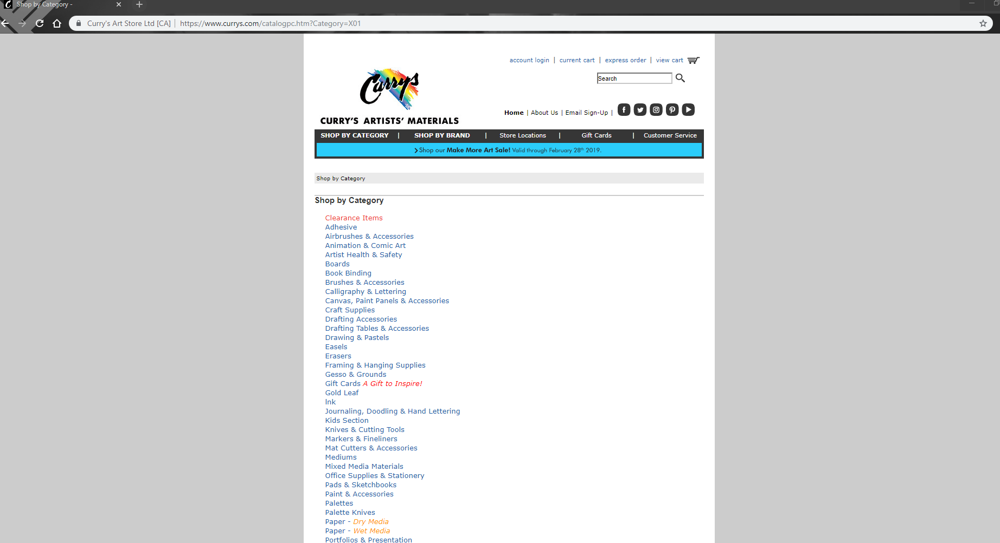 Shop by Category -
Curry's Art Store Ltd [CA] | https://www.currys.com/catalogpc.htm?Category=X01
account login | current cart | express order | view cart
Search
Currys
CURRY'S ARTISTS' MATERIALS
Home | About Us | Email Sign-Up |
SHOP BY CATEGORY | SHOP BY BRAND | Store Locations | Gift Cards | Customer Service
Shop our Make More Art Sale! Valid through February 28th 2019.
Shop by Category
Shop by Category
Clearance Items
Adhesive
Airbrushes & Accessories
Animation & Comic Art
Artist Health & Safety
Boards
Book Binding
Brushes & Accessories
Calligraphy & Lettering
Canvas, Paint Panels & Accessories
Craft Supplies
Drafting Accessories
Drafting Tables & Accessories
Drawing & Pastels
Easels
Erasers
Framing & Hanging Supplies
Gesso & Grounds
Gift Cards A Gift to Inspire!
Gold Leaf
Ink
Journaling, Doodling & Hand Lettering
Kids Section
Knives & Cutting Tools
Markers & Fineliners
Mat Cutters & Accessories
Mediums
Mixed Media Materials
Office Supplies & Stationery
Pads & Sketchbooks
Paint & Accessories
Palettes
Palette Knives
Paper - Dry Media
Paper - Wet Media
Portfolios & Presentation